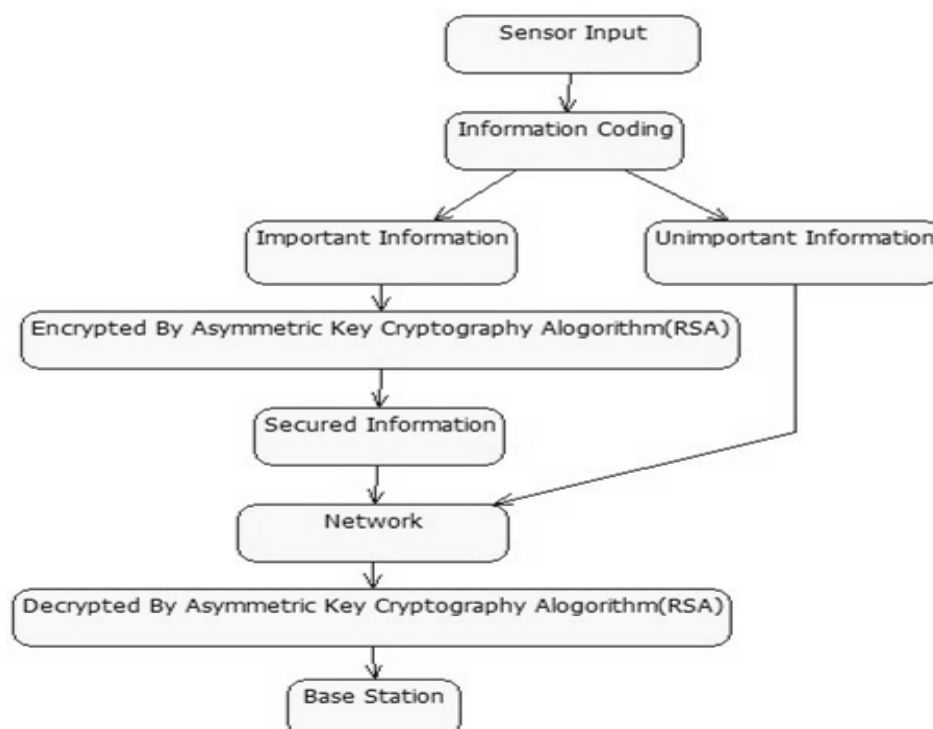 Sensor Input
Information Coding
Important Information
Unimportant Information
Encrypted By Asymmetric Key Cryptography Alogorithm(RSA)
Secured Information
Network
Decrypted By Asymmetric Key Cryptography Alogorithm(RSA)
Base Station